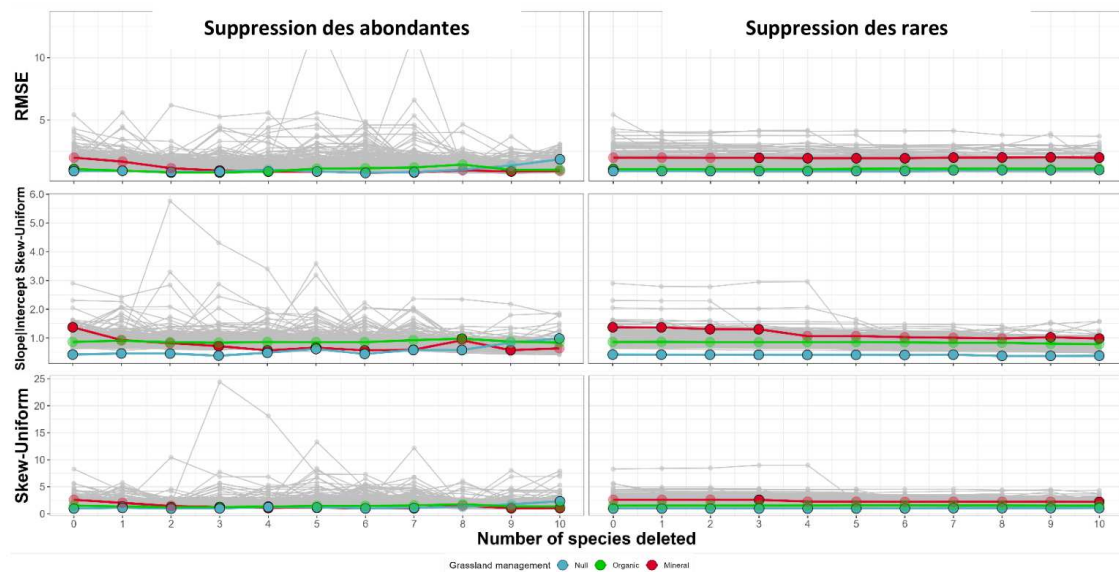 Suppression des abondantes
Suppression des rares
RMSE
10
5
Slope|Intercept Skew-Uniform
6.0
5.0
4.0
3.0
2.0
1.0
Skew-Uniform
25
20
15
10
5
0
0 1 2 3 4 5 6 7 8 9 10
0 1 2 3 4 5 6 7 8 9 10
Number of species deleted
Grassland management Null Organic Mineral